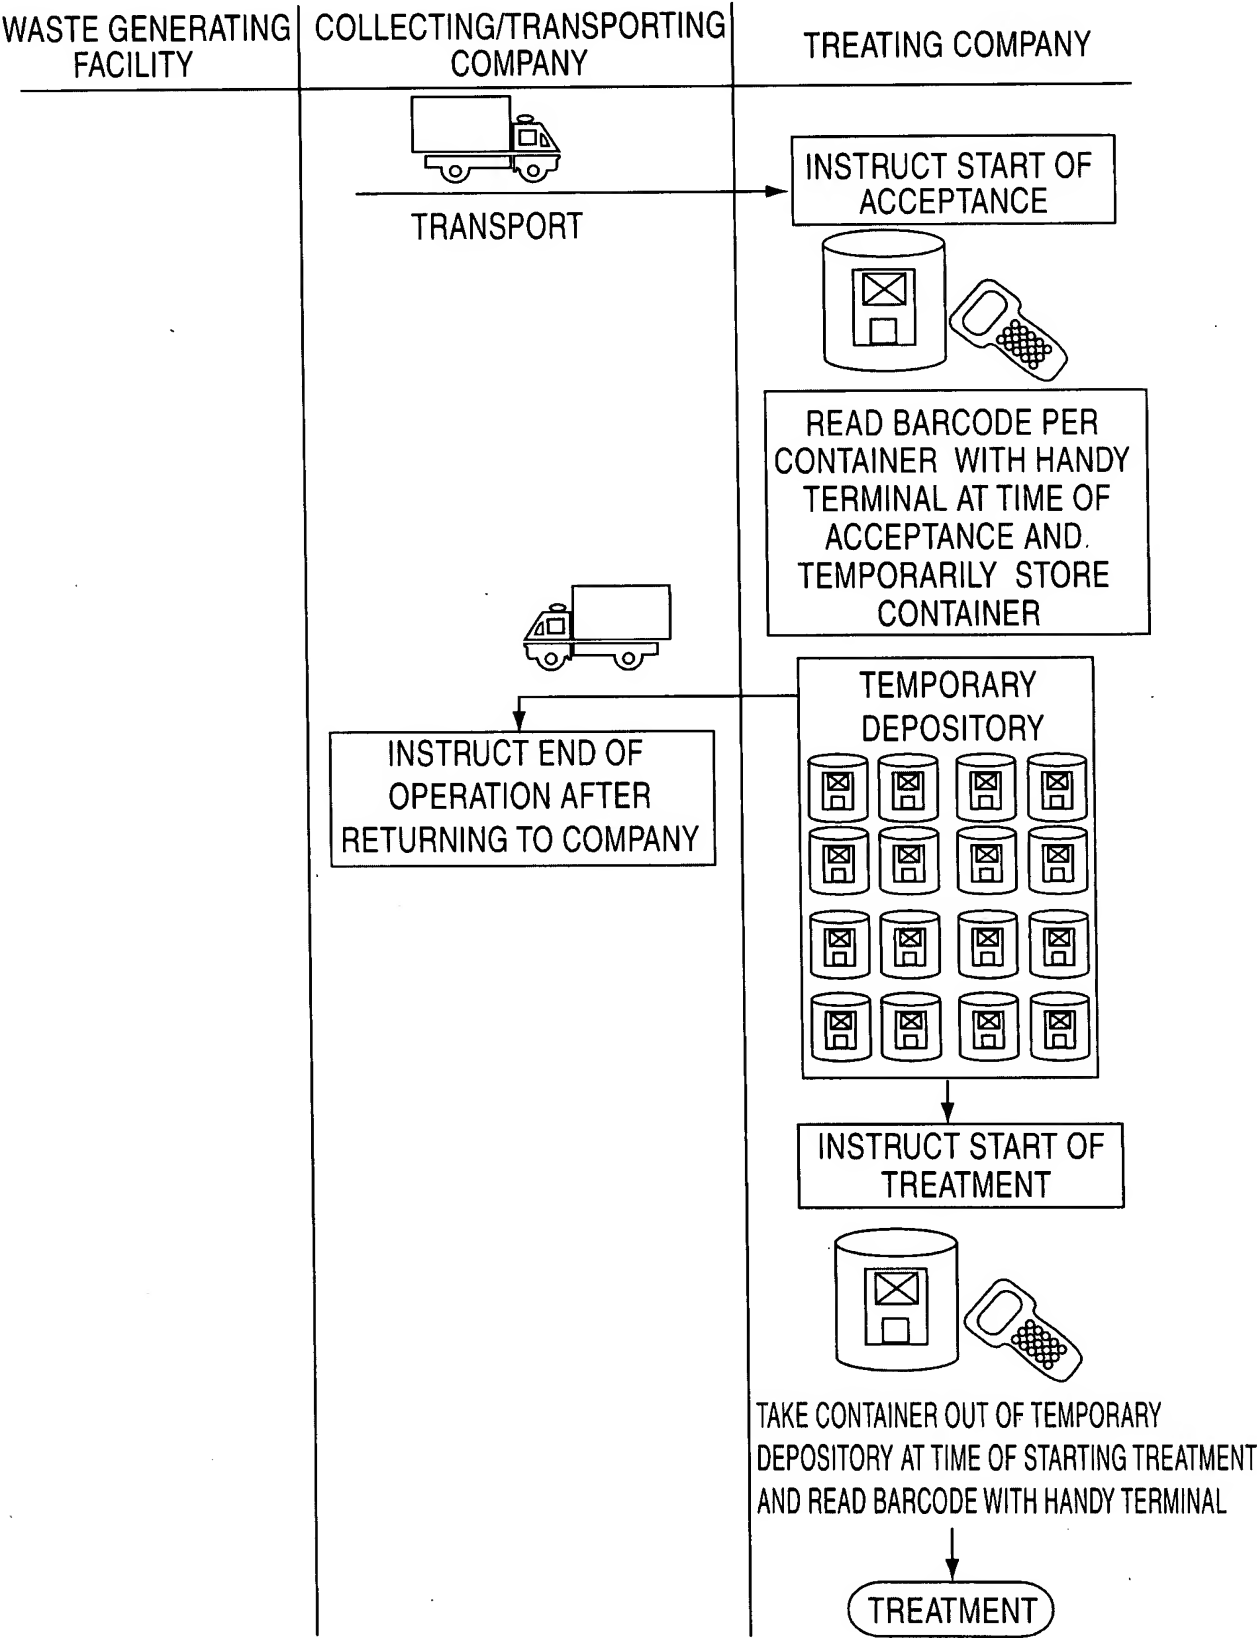 WASTE GENERATING
FACILITY
COLLECTING/TRANSPORTING
COMPANY
TREATING COMPANY
TRANSPORT
INSTRUCT START OF
ACCEPTANCE
READ BARCODE PER
CONTAINER WITH HANDY
TERMINAL AT TIME OF
ACCEPTANCE AND
TEMPORARILY STORE
CONTAINER
TEMPORARY
DEPOSITORY
INSTRUCT END OF
OPERATION AFTER
RETURNING TO COMPANY
INSTRUCT START OF
TREATMENT
TAKE CONTAINER OUT OF TEMPORARY
DEPOSITORY AT TIME OF STARTING TREATMENT
AND READ BARCODE WITH HANDY TERMINAL
TREATMENT